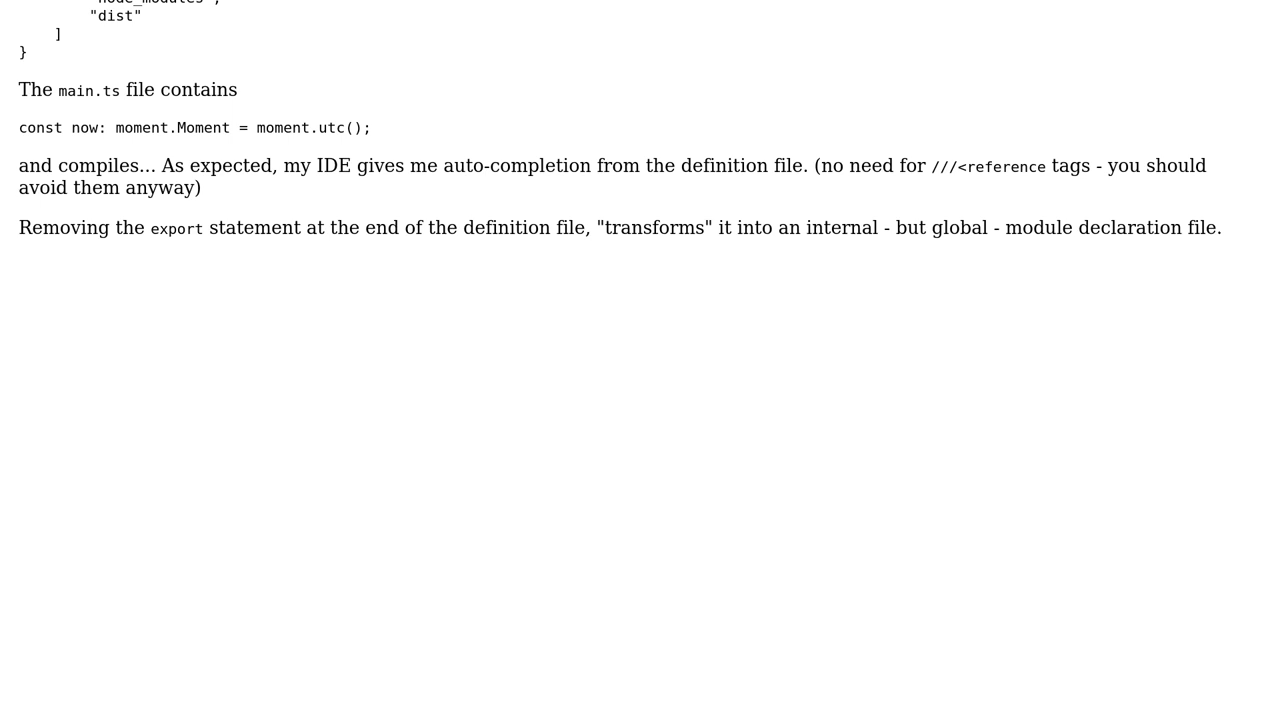 "node_modules",
"dist"
]
}
The main.ts file contains
const now: moment.Moment = moment.utc();
and compiles... As expected, my IDE gives me auto-completion from the definition file. (no need for ///<reference tags - you should
avoid them anyway)
Removing the export statement at the end of the definition file, "transforms" it into an internal - but global - module declaration file.